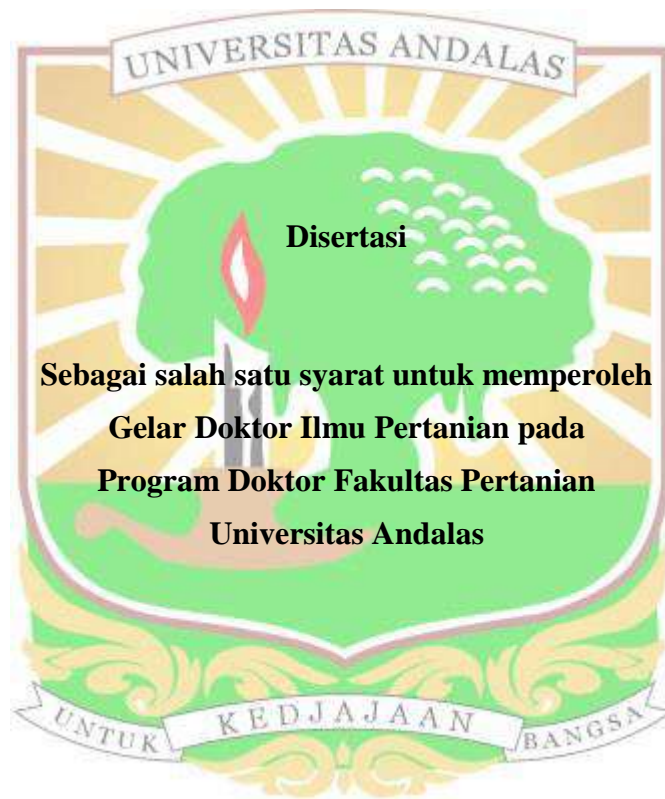 UNIVERSITAS ANDALAS
Disertasi
Sebagai salah satu syarat untuk memperoleh
Gelar Doktor Ilmu Pertanian pada
Program Doktor Fakultas Pertanian
Universitas Andalas
UNTUK KEDJAJAAN BANGSA